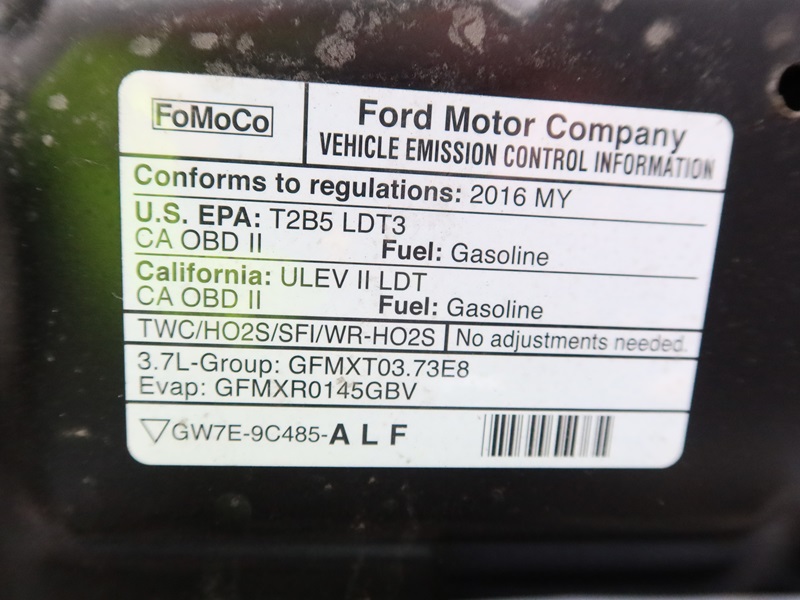 FoMoCo
Ford Motor Company
VEHICLE EMISSION CONTROL INFORMATION
Conforms to regulations: 2016 MY
U.S. EPA: T2B5 LDT3
CA OBD II Fuel: Gasoline
California: ULEV II LDT
CA OBD II Fuel: Gasoline
TWC/HO2S/SFI/WR-HO2S No adjustments needed.
3.7L-Group: GFMXT03.73E8
Evap: GFMXR0145GBV
GW7E-9C485-A L F